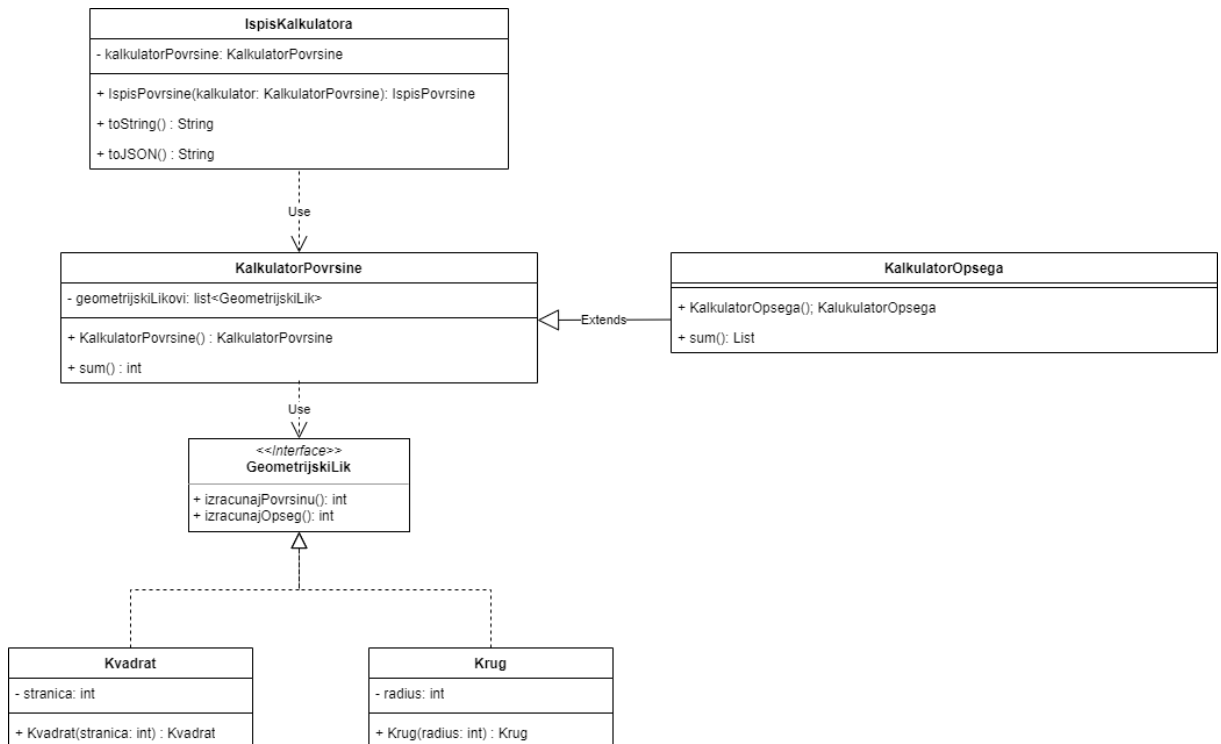 IspisKalkulatora
- kalkulatorPovrsine: KalkulatorPovrsine
+ IspisPovrsine(kalkulator: KalkulatorPovrsine): IspisPovrsine
+ toString() : String
+ toJSON() : String
Use
KalkulatorPovrsine
- geometrijskiLikovi: list<GeometrijskiLik>
+ KalkulatorPovrsine() : KalkulatorPovrsine
+ sum() : int
Extends
KalkulatorOpsega
+ KalkulatorOpsega(); KalukulatorOpsega
+ sum(): List
Use
<<Interface>>
GeometrijskiLik
+ izracunajPovrsinu(): int
+ izracunajOpseg(): int
Kvadrat
- stranica: int
+ Kvadrat(stranica: int) : Kvadrat
Krug
- radius: int
+ Krug(radius: int) : Krug